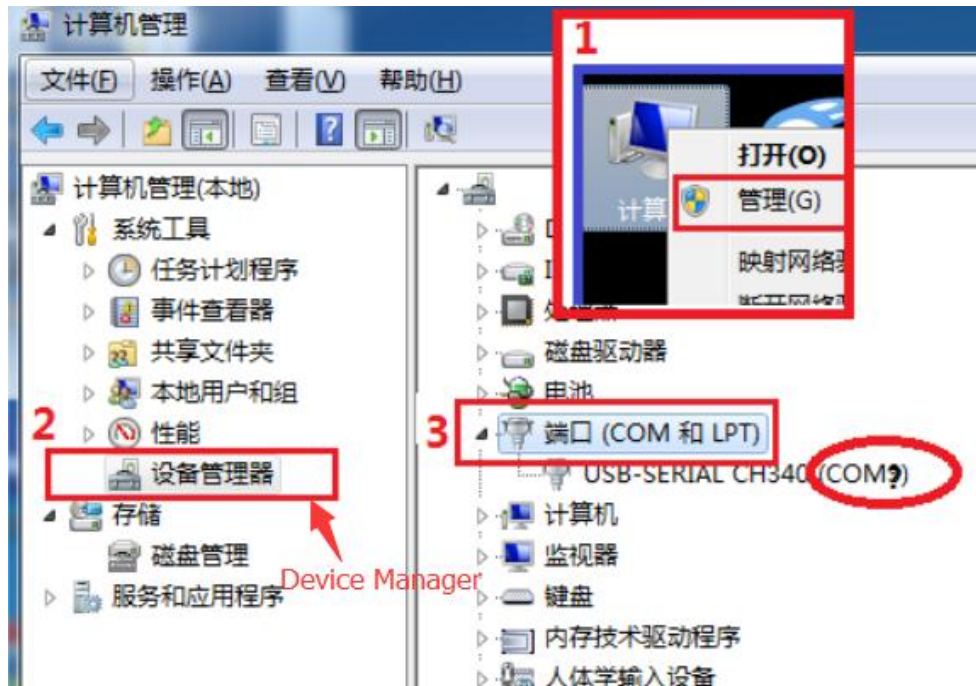 计算机管理
文件(F) 操作(A) 查看(V) 帮助(H)
1
打开(O)
管理(G)
计算机管理(本地)
系统工具
任务计划程序
事件查看器
共享文件夹
本地用户和组
2
性能
设备管理器
存储
磁盘管理
Device Manager
服务和应用程序
磁盘驱动器
电池
3
端口 (COM 和 LPT)
USB-SERIAL CH340 (COM?)
计算机
监视器
键盘
内存技术驱动程序
人体学输入设备